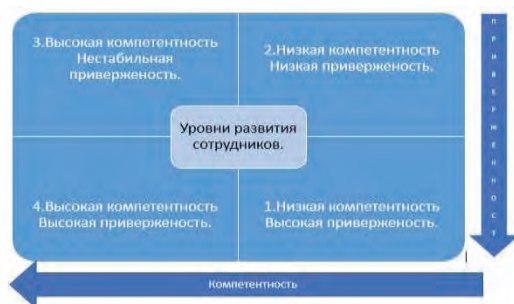 3.Высокая компетентность
Нестабильная
приверженость.
2.Низкая компетентность
Низкая приверженость.
Уровни развития
сотрудников.
4.Высокая компетентность
Высокая приверженость.
1.Низкая компетентность
Высокая приверженость.
ПРИВЕРЖЕННОСТ
Компетентность